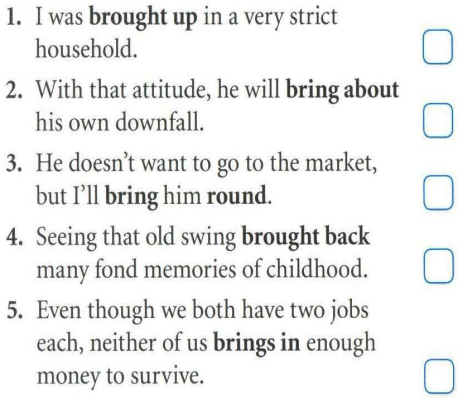 1. I was brought up in a very strict
household.
2. With that attitude, he will bring about
his own downfall.
3. He doesn't want to go to the market,
but I'll bring him round.
4. Seeing that old swing brought back
many fond memories of childhood.
5. Even though we both have two jobs
each, neither of us brings in enough
money to survive.